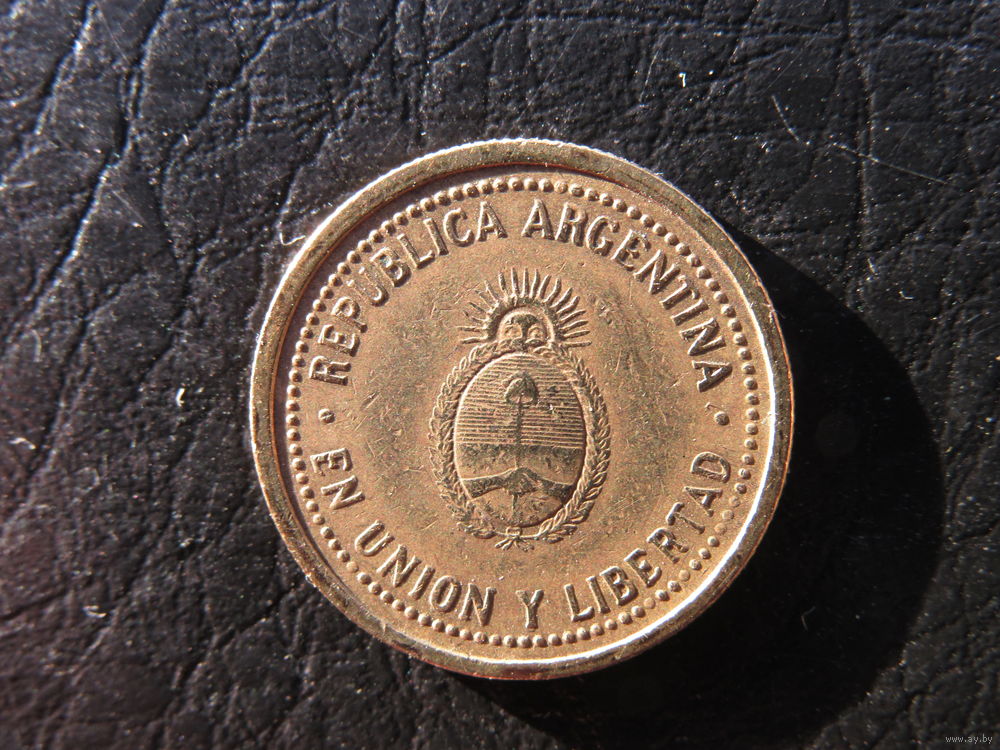 REPUBLICA ARGENTINA
EN UNION Y LIBERTAD
www.ay.by